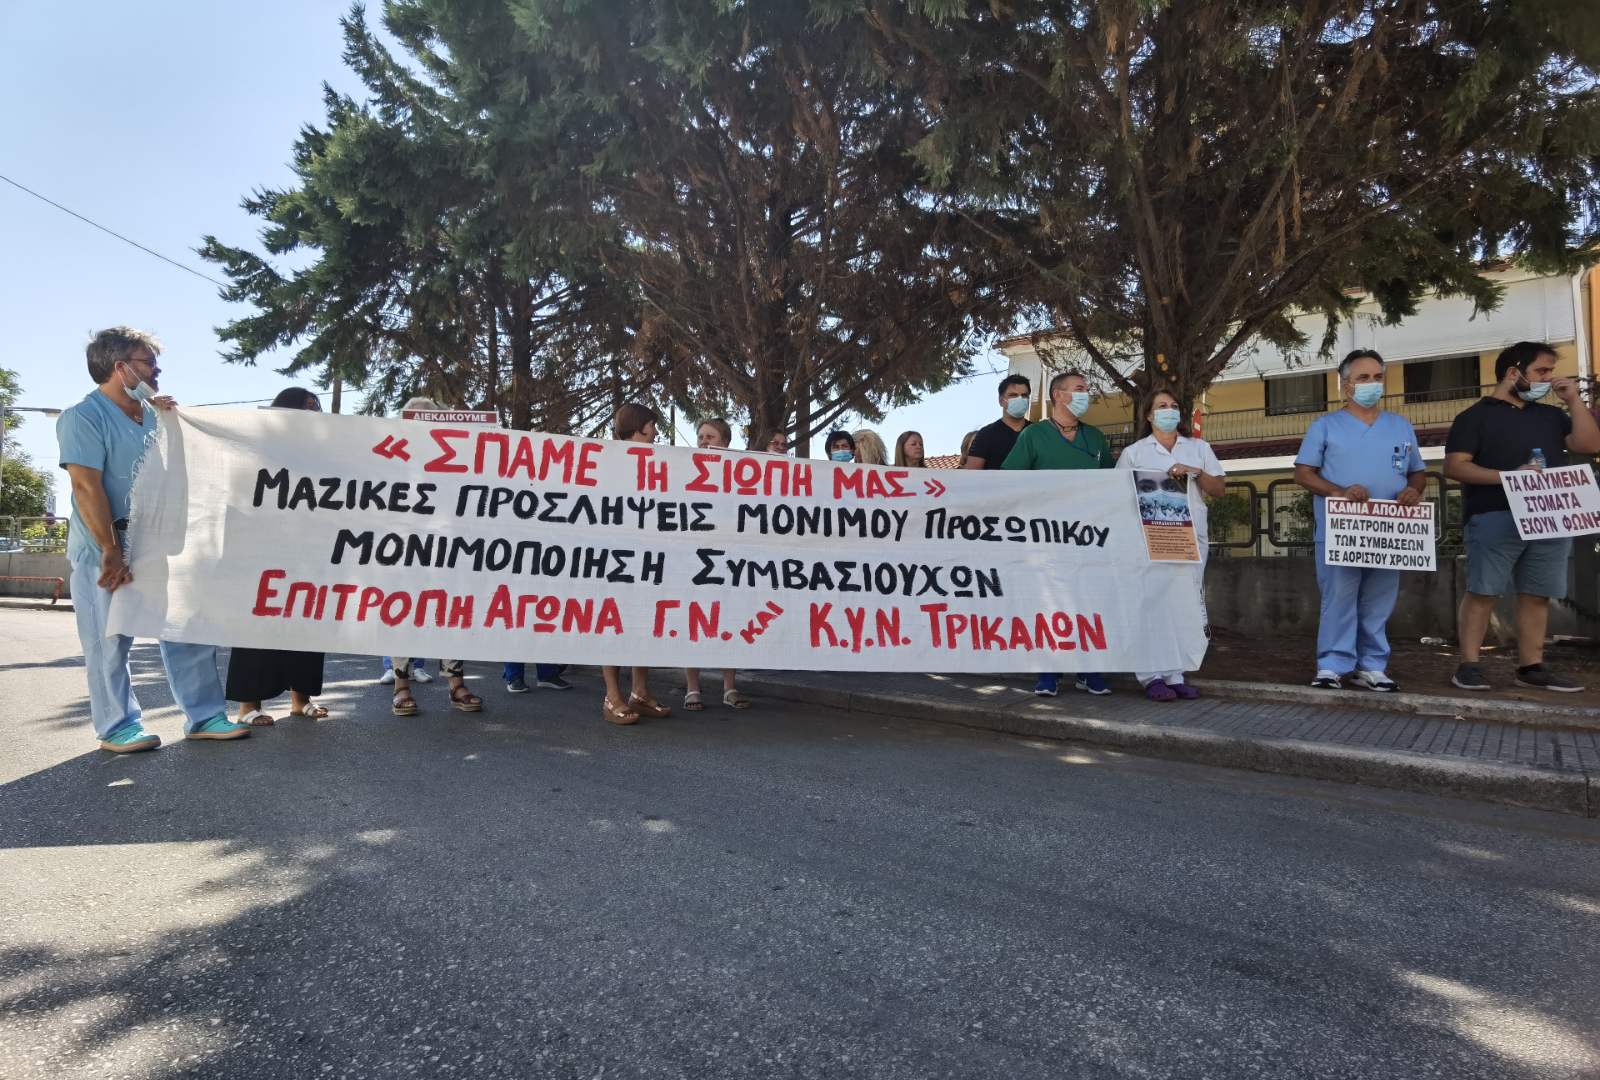 ΔΙΕΚΔΙΚΟΥΜΕ
« ΣΠΑΜΕ ΤΗ ΣΙΩΠΗ ΜΑΣ »
ΜΑΖΙΚΕΣ ΠΡΟΣΛΗΨΕΙΣ ΜΟΝΙΜΟΥ ΠΡΟΣΩΠΙΚΟΥ
ΜΟΝΙΜΟΠΟΙΗΣΗ ΣΥΜΒΑΣΙΟΥΧΩΝ
ΕΠΙΤΡΟΠΗ ΑΓΩΝΑ Γ.Ν. ΚΑΙ Κ.Υ.Ν. ΤΡΙΚΑΛΩΝ
ΚΑΜΙΑ ΑΠΟΛΥΣΗ
ΜΕΤΑΤΡΟΠΗ ΟΛΩΝ
ΤΩΝ ΣΥΜΒΑΣΕΩΝ
ΣΕ ΑΟΡΙΣΤΟΥ ΧΡΟΝΟΥ
ΤΑ ΚΑΛΥΜΕΝΑ
ΣΤΟΜΑΤΑ
ΕΧΟΥΝ ΦΩΝΗ